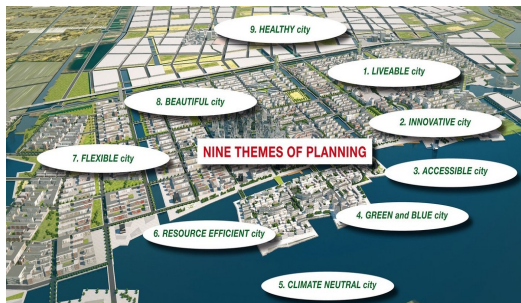 9. HEALTHY city
1. LIVEABLE city
8. BEAUTIFUL city
2. INNOVATIVE city
NINE THEMES OF PLANNING
7. FLEXIBLE city
3. ACCESSIBLE city
4. GREEN and BLUE city
6. RESOURCE EFFICIENT city
5. CLIMATE NEUTRAL city